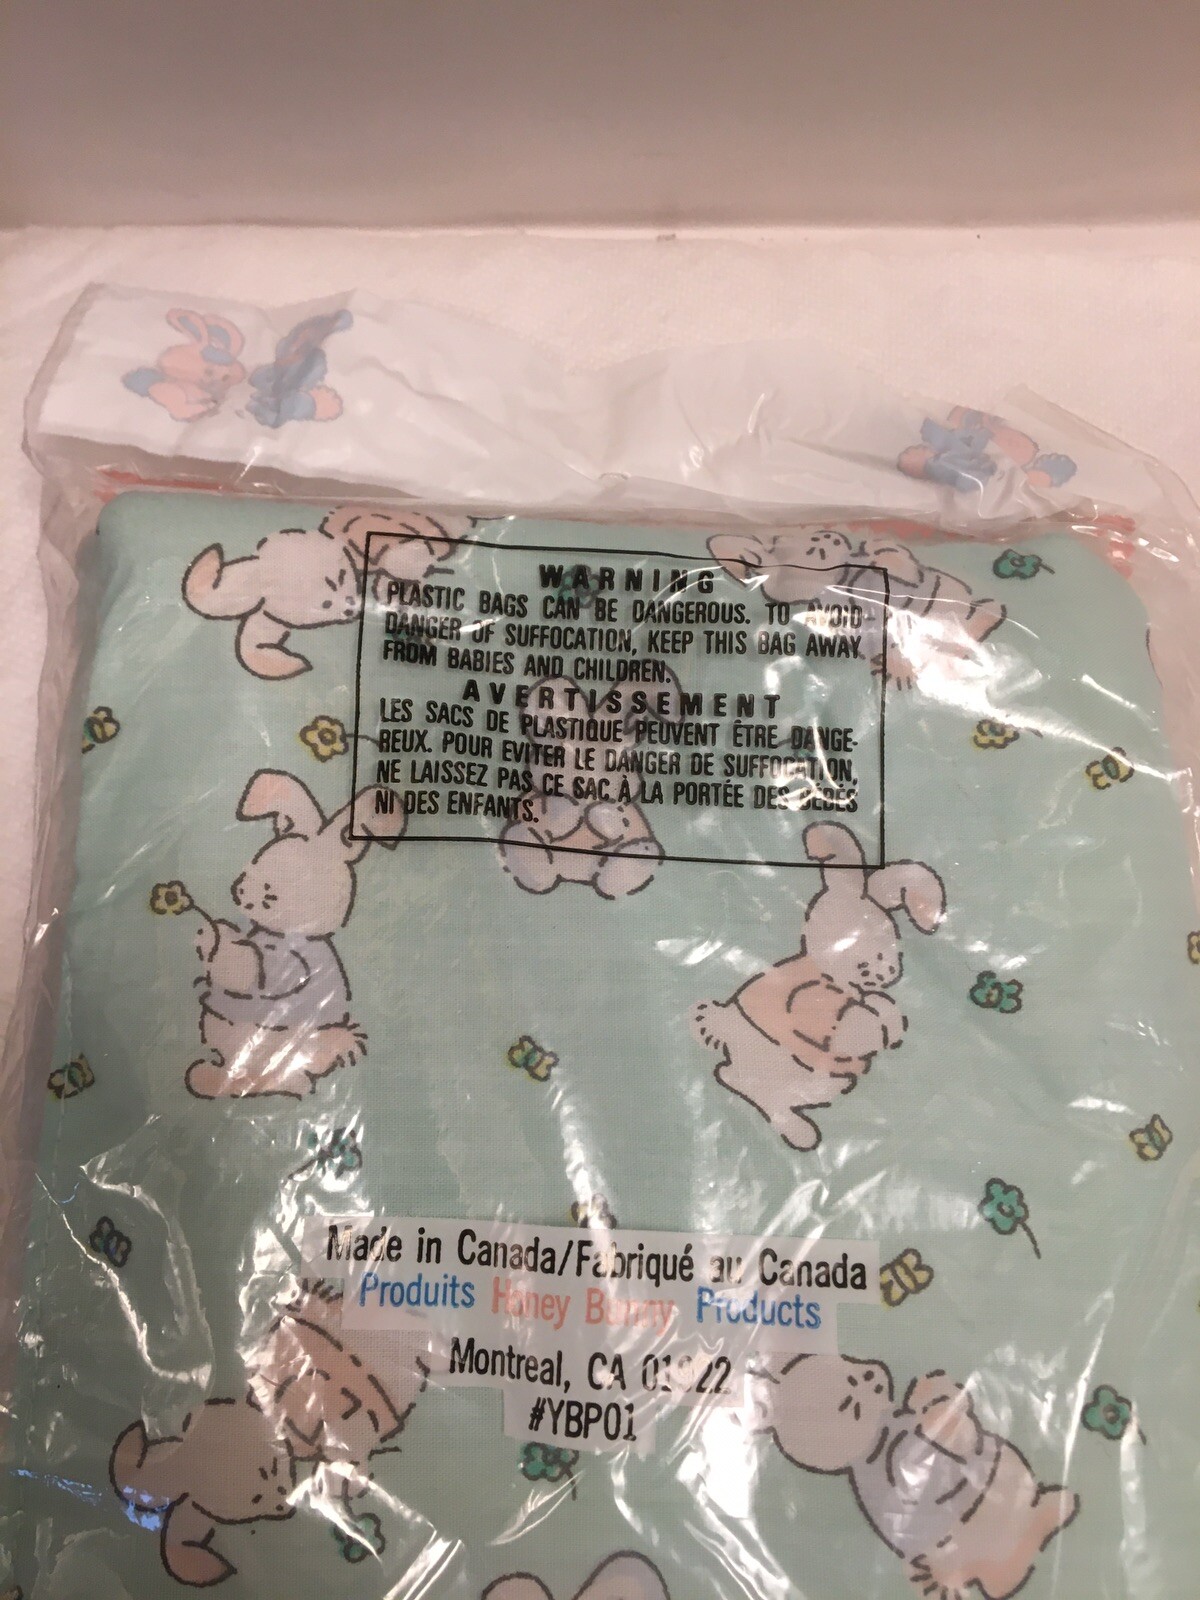 WARNING
PLASTIC BAGS CAN BE DANGEROUS. TO AVOID
DANGER OF SUFFOCATION, KEEP THIS BAG AWAY
FROM BABIES AND CHILDREN.
AVERTISSEMENT
LES SACS DE PLASTIQUE PEUVENT ÊTRE DANGE-
REUX. POUR EVITER LE DANGER DE SUFFOCATION,
NE LAISSEZ PAS CE SAC À LA PORTÉE DES BÉBÉS
NI DES ENFANTS.
Made in Canada/Fabriqué au Canada
Produits Honey Bunny Products
Montreal, CA
#YBP01